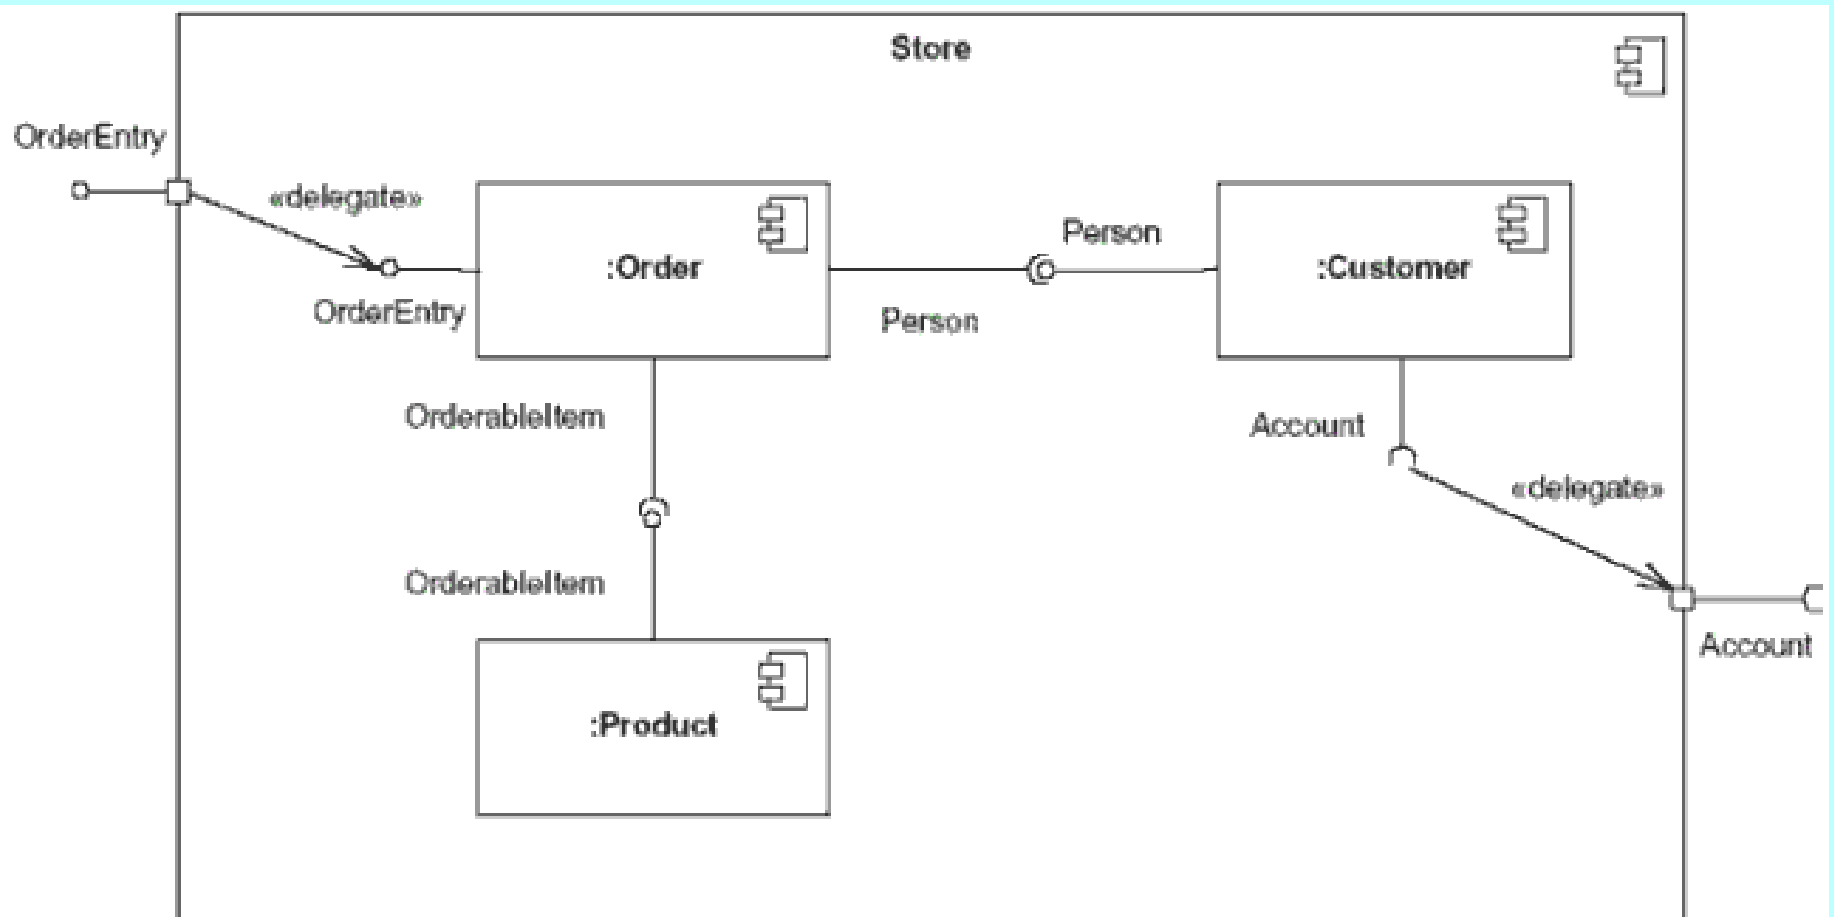 Store
OrderEntry
«delegate»
Person
:Order
:Customer
OrderEntry
Person
OrderableItem
Account
«delegate»
OrderableItem
Account
:Product